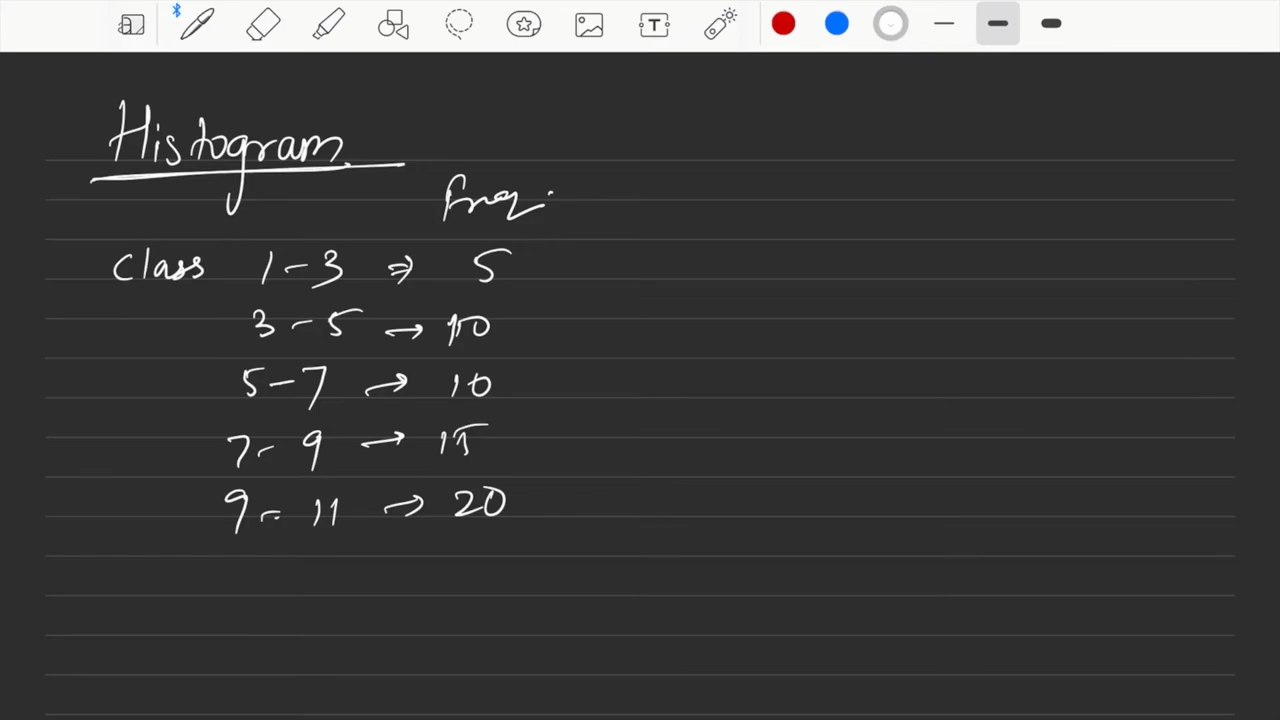 Histogram
freq.
Class 1 - 3 ⇒ 5
3 - 5 → 10
5 - 7 → 10
7 - 9 → 15
9 - 11 → 20